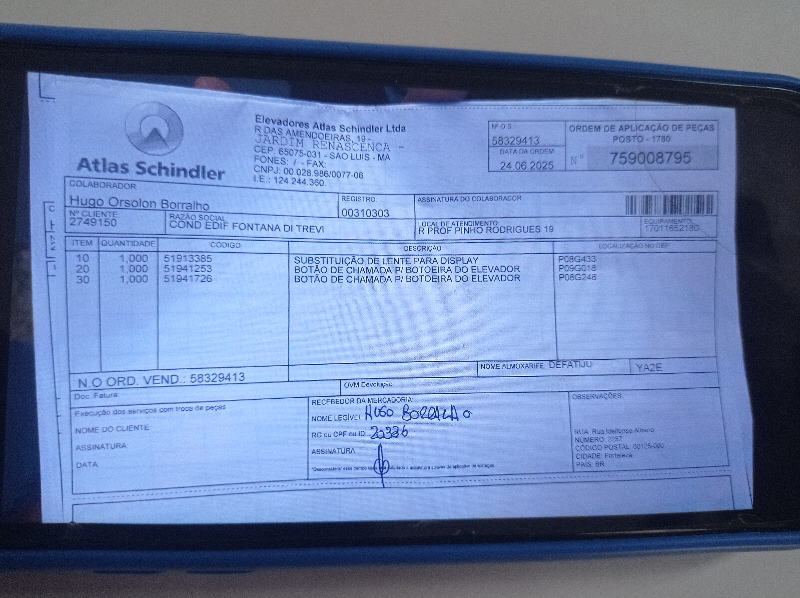 Atlas Schindler
Elevadores Atlas Schindler Ltda
R DAS AMENDOEIRAS, 19 -
JARDIM RENASCENCA -
CEP: 65075-031 - SAO LUIS - MA
FONES: / - FAX:
CNPJ: 00.028.986/0077-06
I.E.: 124.244.360.
Nº O.S.
58329413
DATA DA ORDEM
24.06.2025
ORDEM DE APLICAÇÃO DE PEÇAS
POSTO - 1780
Nº 759008795
COLABORADOR
Hugo Orsolon Borralho
REGISTRO
00310303
ASSINATURA DO COLABORADOR
Nº CLIENTE
2749150
RAZÃO SOCIAL
COND EDIF FONTANA DI TREVI
LOCAL DE ATENDIMENTO
R PROF PINHO RODRIGUES 19
EQUIPAMENTO
ITEM QUANTIDADE CÓDIGO DESCRIÇÃO LOCALIZAÇÃO NO DEP
10 1,000 51913385 SUBSTITUIÇÃO DE LENTE PARA DISPLAY P08G433
20 1,000 51941253 BOTÃO DE CHAMADA P/ BOTOEIRA DO ELEVADOR P09G018
30 1,000 51941726 BOTÃO DE CHAMADA P/ BOTOEIRA DO ELEVADOR P08G248
N.O ORD. VEND.: 58329413
NOME ALMOXARIFE: DEFATIJU YA2E
Doc. Fatura:
OVM Devolução:
Execução dos serviços com troca de peças
NOME DO CLIENTE
ASSINATURA
DATA
RECEBEDOR DA MERCADORIA:
NOME LEGÍVEL: HUGO BORRALHO
RG ou CPF ou ID:
ASSINATURA
OBSERVAÇÕES:
CIDADE: Fortaleza
PAIS: BR